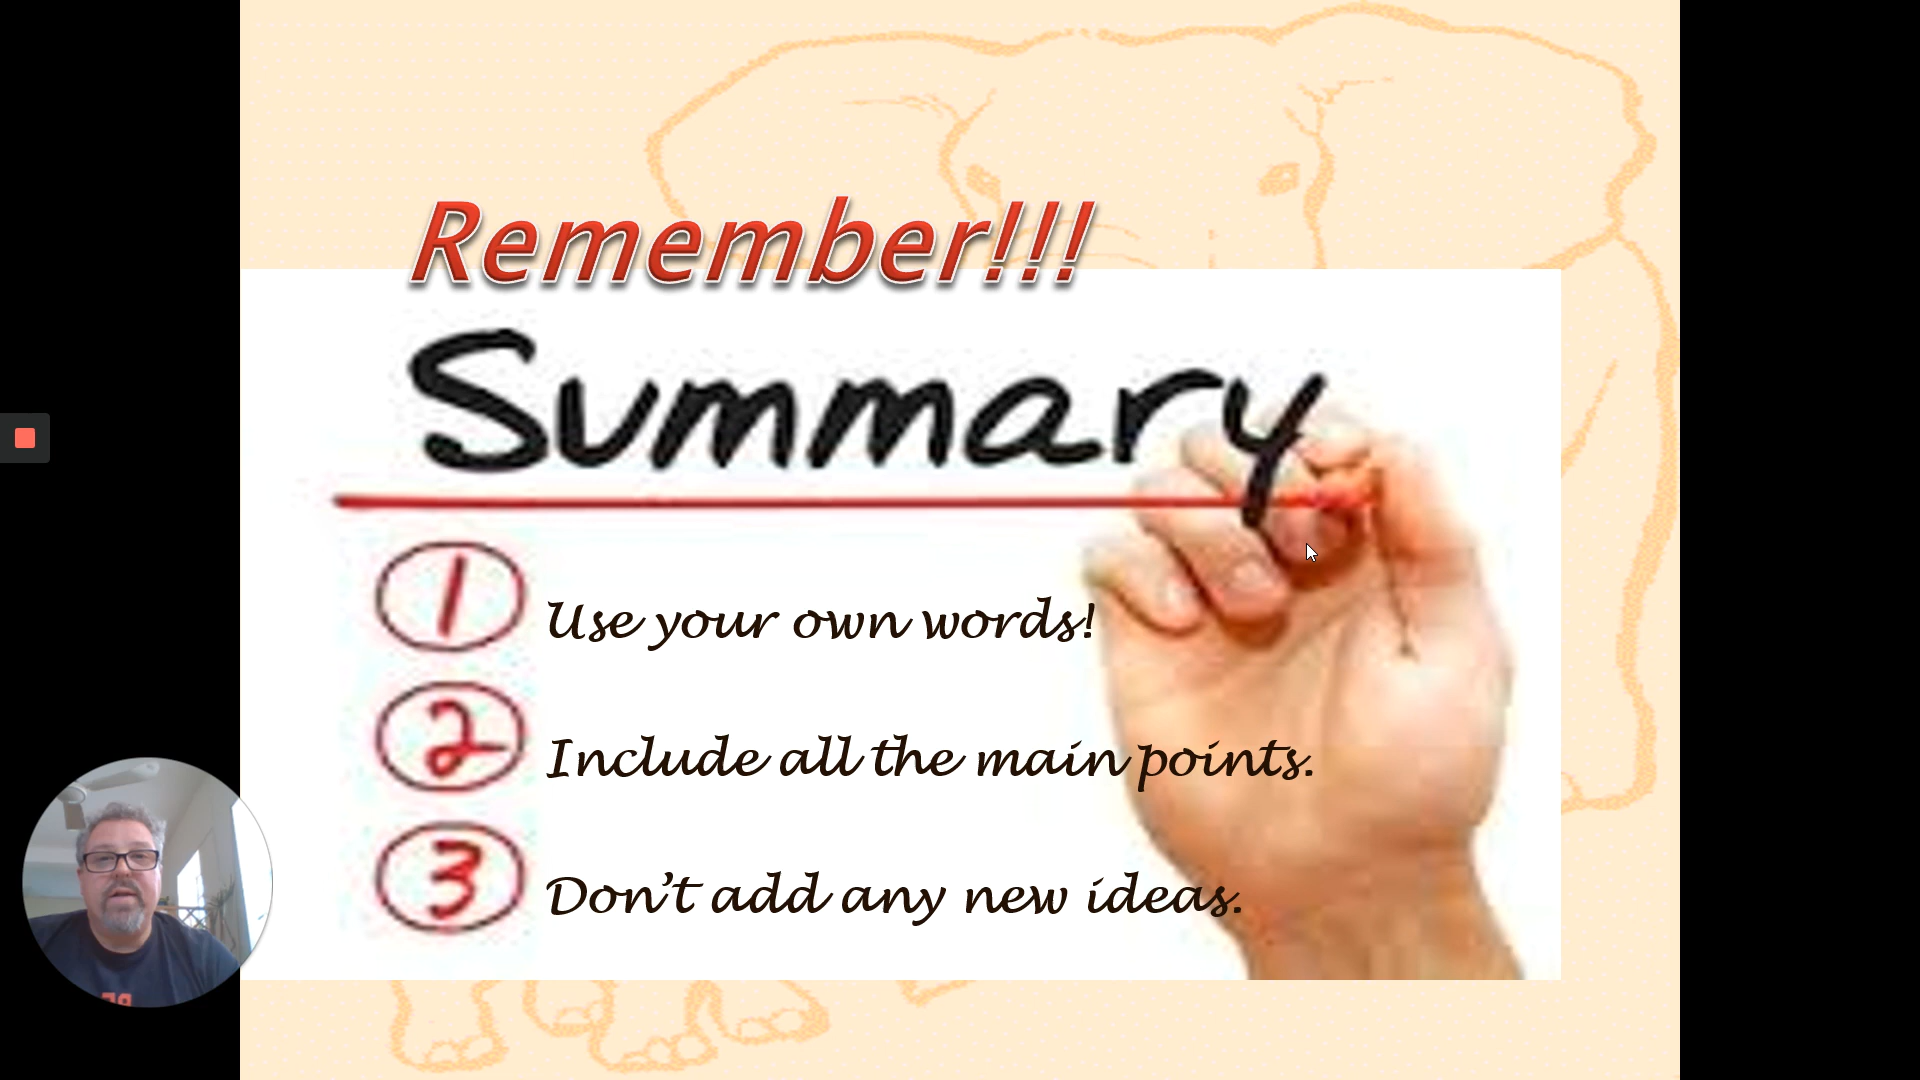 Remember!!!
Summary
1 Use your own words!
2 Include all the main points.
3 Don't add any new ideas.